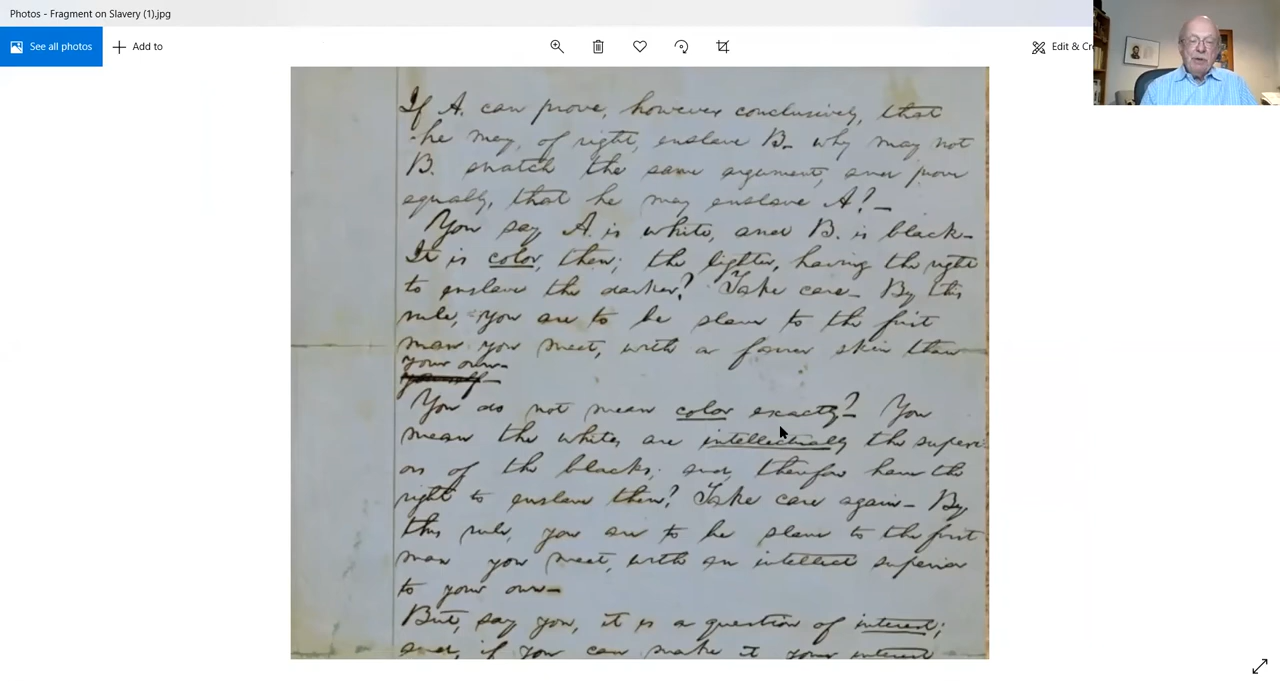 Photos - Fragment on Slavery (1).jpg
See all photos
Add to
Edit & Cre
If A. can prove, however conclusively, that
he may, of right, enslave B. why may not
B. snatch the same argument, and prove
equally, that he may enslave A?—
You say A. is white, and B. is black—
It is color, then; the lighter, having the right
to enslave the darker? Take care— By this
rule, you are to be slave to the first
man you meet, with a fairer skin than
your own—
You do not mean color exactly?— You
mean the whites are intellectually the superi-
ors of the blacks; and, therefore have the
right to enslave them? Take care again— By
this rule, you are to be slave to the first
man you meet, with an intellect superior
to your own—
But, say you, it is a question of interest;
and, if you can make it your interest